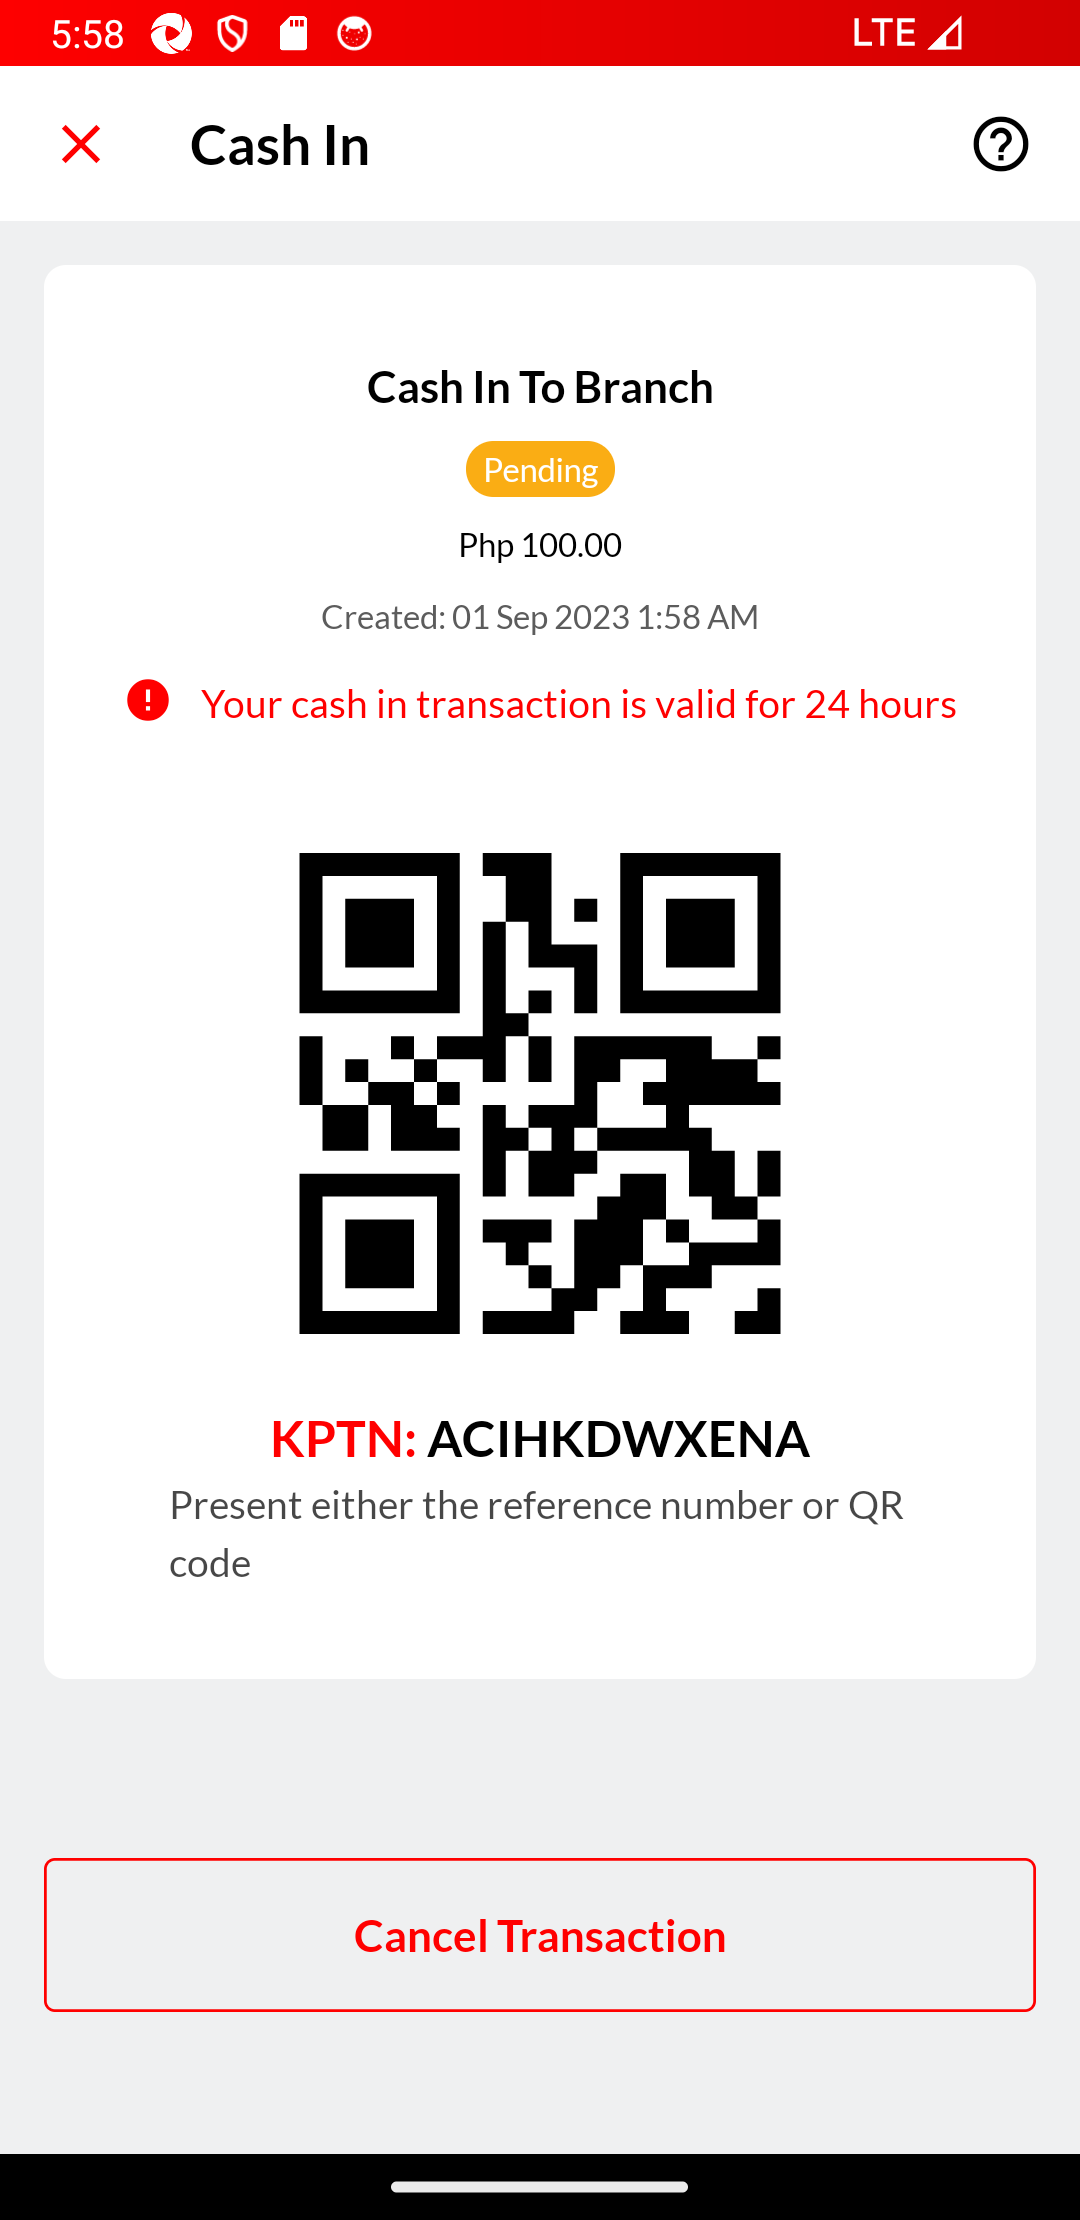 5:58
LTE
Cash In
Cash In To Branch
Pending
Php 100.00
Created: 01 Sep 2023 1:58 AM
Your cash in transaction is valid for 24 hours
KPTN: ACIHKDWXENA
Present either the reference number or QR
code
Cancel Transaction